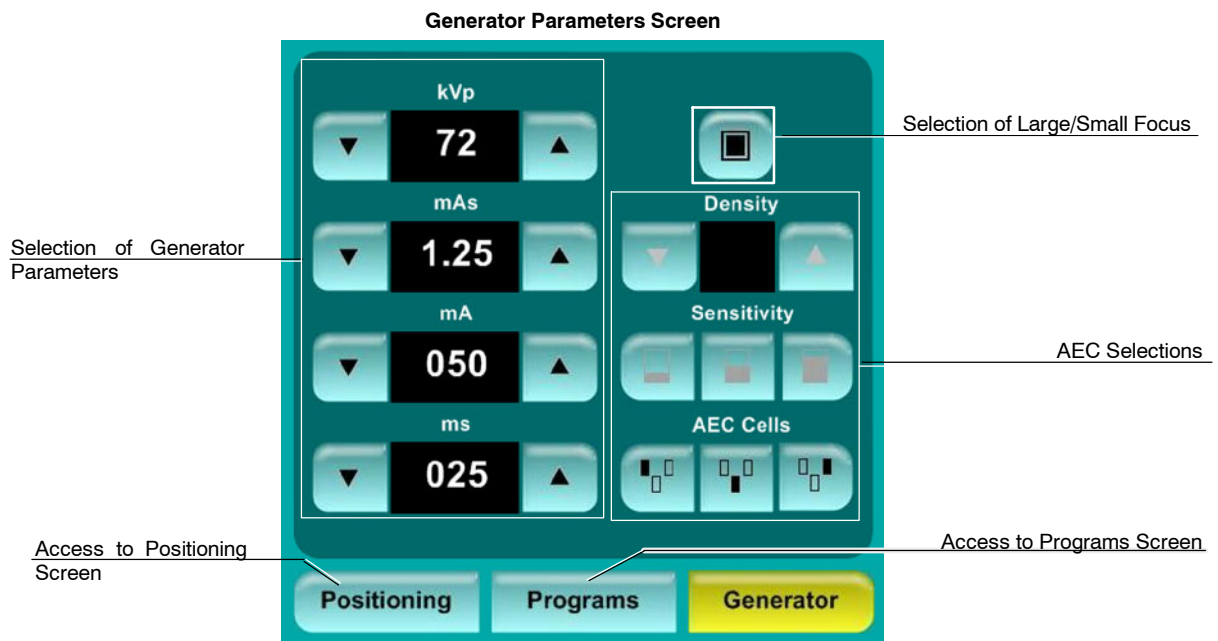 Generator Parameters Screen
kVp
72
Selection of Large/Small Focus
mAs
Density
Selection of Generator
Parameters
1.25
mA
Sensitivity
050
AEC Selections
ms
AEC Cells
025
Access to Positioning
Screen
Access to Programs Screen
Positioning
Programs
Generator